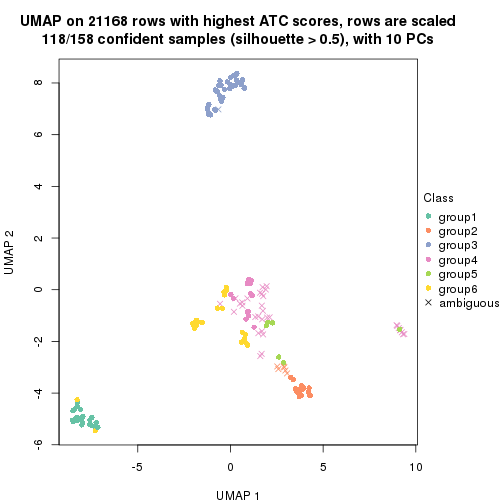 UMAP on 21168 rows with highest ATC scores, rows are scaled
118/158 confident samples (silhouette > 0.5), with 10 PCs
8
6
4
2
0
-2
-4
-6
UMAP 2
-5
0
5
10
UMAP 1
Class
group1
group2
group3
group4
group5
group6
ambiguous